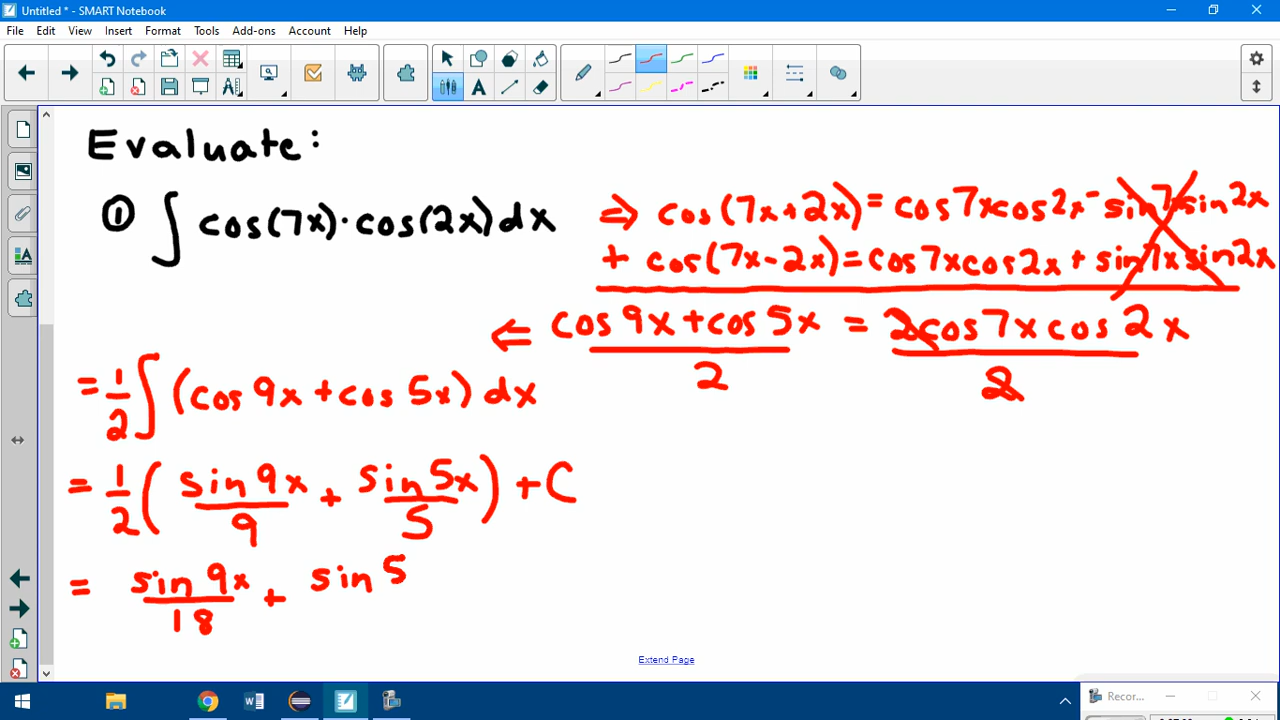 Untitled * - SMART Notebook
File Edit View Insert Format Tools Add-ons Account Help
Evaluate:
① ∫ cos(7x)·cos(2x)dx
⇒ cos(7x+2x)=cos7xcos2x-sin7xsin2x
+ cos(7x-2x)=cos7xcos2x+sin7xsin2x
⇐ cos9x+cos5x / 2 = 2cos7xcos2x / 2
= 1/2 ∫ (cos9x+cos5x)dx
= 1/2 ( sin9x / 9 + sin5x / 5 ) + C
= sin9x / 18 + sin5
Extend Page
Recor...